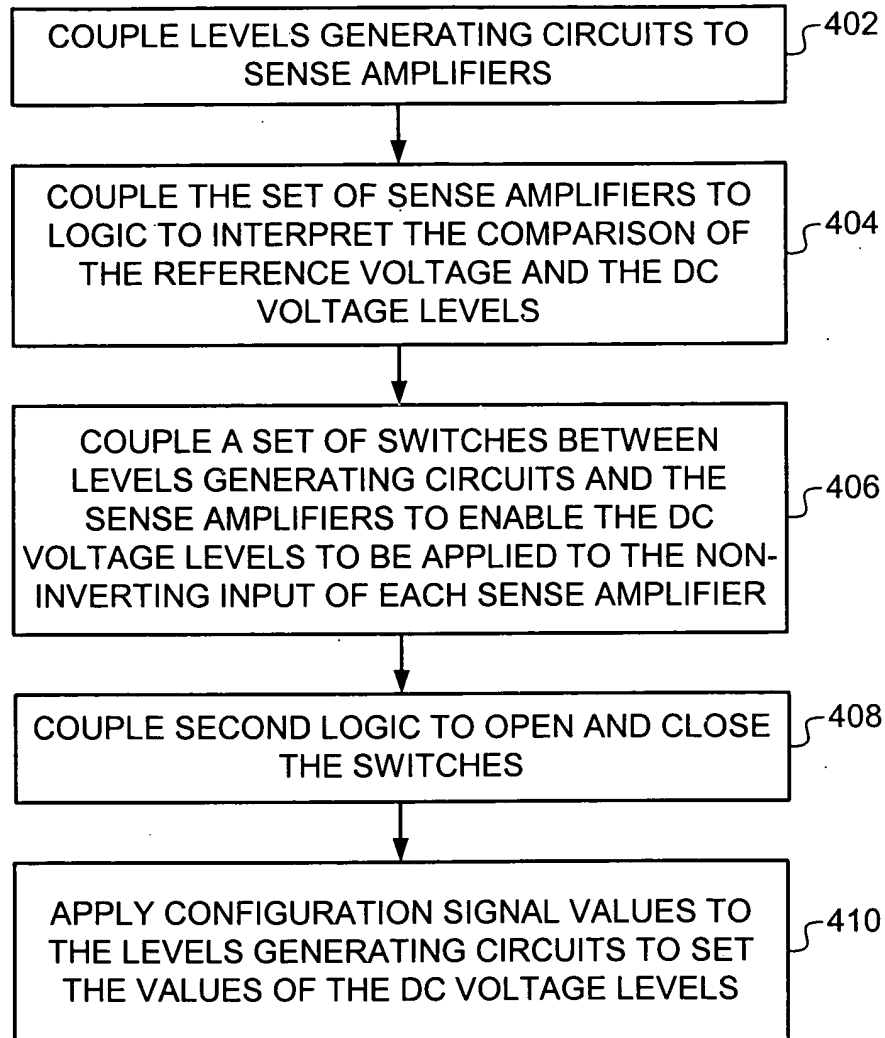 COUPLE LEVELS GENERATING CIRCUITS TO
SENSE AMPLIFIERS
402
COUPLE THE SET OF SENSE AMPLIFIERS TO
LOGIC TO INTERPRET THE COMPARISON OF
THE REFERENCE VOLTAGE AND THE DC
VOLTAGE LEVELS
404
COUPLE A SET OF SWITCHES BETWEEN
LEVELS GENERATING CIRCUITS AND THE
SENSE AMPLIFIERS TO ENABLE THE DC
VOLTAGE LEVELS TO BE APPLIED TO THE NON-
INVERTING INPUT OF EACH SENSE AMPLIFIER
406
COUPLE SECOND LOGIC TO OPEN AND CLOSE
THE SWITCHES
408
APPLY CONFIGURATION SIGNAL VALUES TO
THE LEVELS GENERATING CIRCUITS TO SET
THE VALUES OF THE DC VOLTAGE LEVELS
410